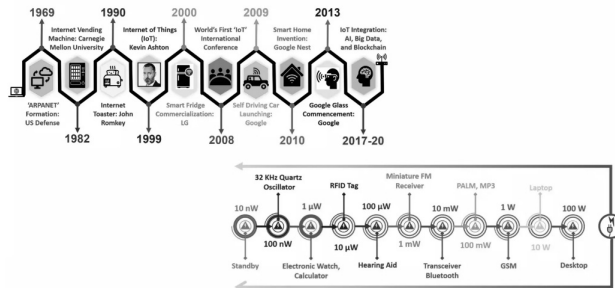 1969
1990
2000
2009
2013
Internet Vending
Machine: Carnegie
Mellon University
Internet of Things
(IoT):
Kevin Ashton
World's First 'IoT'
International
Conference
Smart Home
Invention:
Google Nest
IoT Integration:
AI, Big Data,
and Blockchain
'ARPANET'
Formation:
US Defense
Internet
Toaster: John
Romkey
Smart Fridge
Commercialization:
LG
Self Driving Car
Launching:
Google
Google Glass
Commencement:
Google
1982
1999
2008
2010
2017-20
32 KHz Quartz
Oscillator
RFID Tag
Miniature FM
Receiver
PALM, MP3
Laptop
10 nW
1 µW
100 µW
10 mW
1 W
100 W
100 nW
10 µW
1 mW
100 mW
10 W
Standby
Electronic Watch,
Calculator
Hearing Aid
Transceiver
Bluetooth
GSM
Desktop